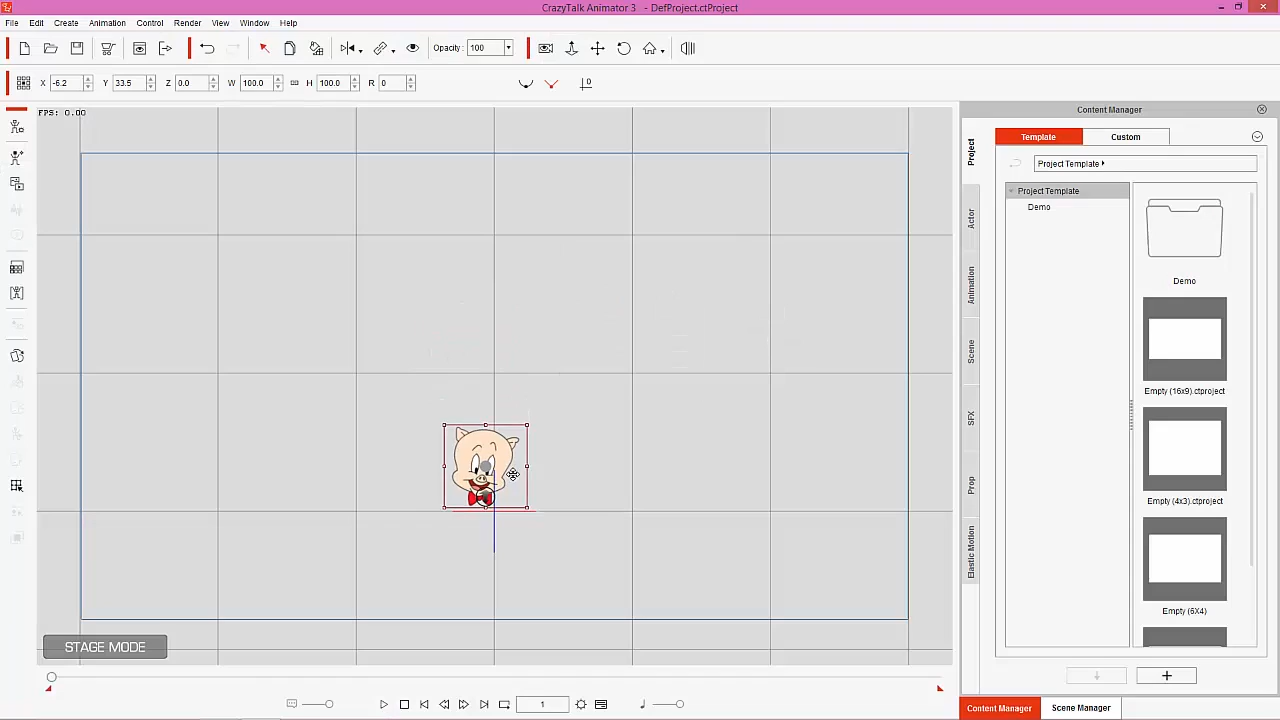 CrazyTalk Animator 3 - DefProject.ctProject
File Edit Create Animation Control Render View Window Help
Opacity : 100
X -6.2 Y 33.5 Z 0.0 W 100.0 H 100.0 R 0
FPS: 0.00
Content Manager
Template Custom
Project Template
Project Template
Demo
Demo
Empty (16x9).ctproject
Empty (4x3).ctproject
Empty (6X4)
Project
Actor
Animation
Scene
SFX
Prop
Elastic Motion
STAGE MODE
1
Content Manager Scene Manager